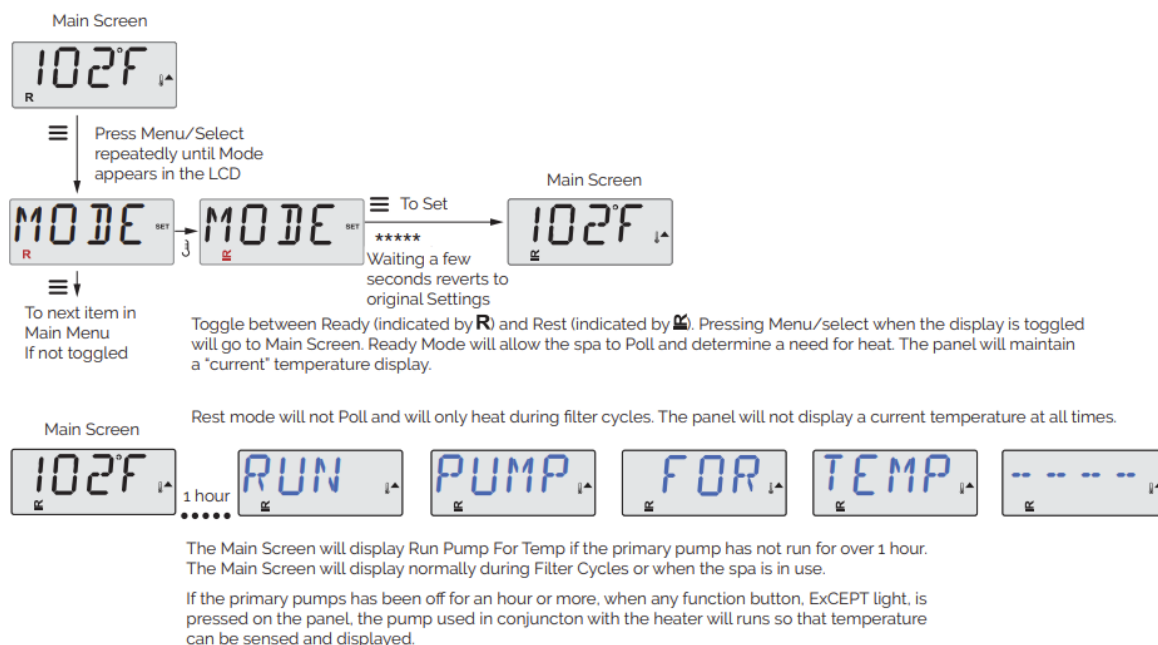 Main Screen
102°F
R
Press Menu/Select
repeatedly until Mode
appears in the LCD
MODE SET
R
MODE SET
R
To Set
*****
Waiting a few
seconds reverts to
original Settings
Main Screen
102°F
R
To next item in
Main Menu
If not toggled
Toggle between Ready (indicated by R) and Rest (indicated by R). Pressing Menu/select when the display is toggled
will go to Main Screen. Ready Mode will allow the spa to Poll and determine a need for heat. The panel will maintain
a “current” temperature display.
Rest mode will not Poll and will only heat during filter cycles. The panel will not display a current temperature at all times.
Main Screen
102°F
R
1 hour
RUN
R
PUMP
R
FOR
R
TEMP
R
-- -- -- --
R
The Main Screen will display Run Pump For Temp if the primary pump has not run for over 1 hour.
The Main Screen will display normally during Filter Cycles or when the spa is in use.
If the primary pumps has been off for an hour or more, when any function button, ExCEPT light, is
pressed on the panel, the pump used in conjuncton with the heater will runs so that temperature
can be sensed and displayed.